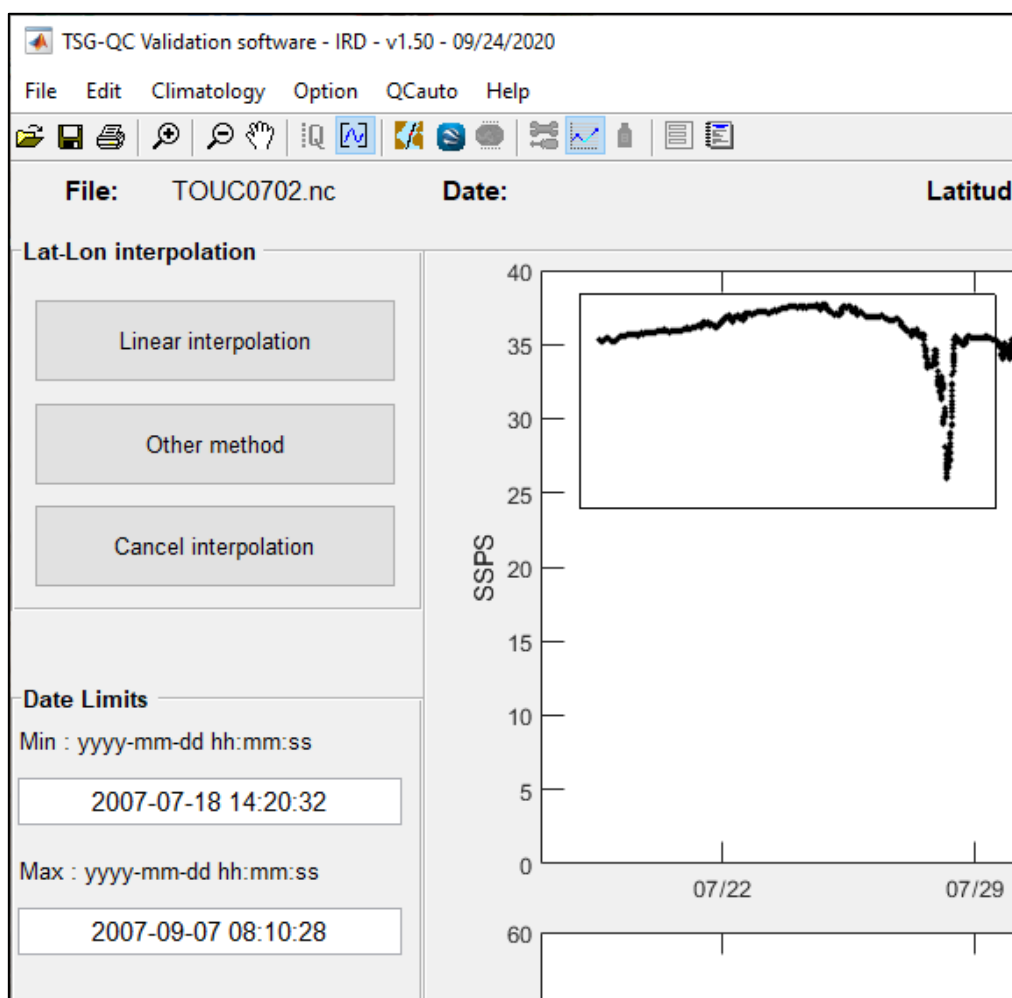 TSG-QC Validation software - IRD - v1.50 - 09/24/2020
File Edit Climatology Option QCauto Help
File: TOUC0702.nc Date: Latitud
Lat-Lon interpolation
Linear interpolation
Other method
Cancel interpolation
Date Limits
Min : yyyy-mm-dd hh:mm:ss
2007-07-18 14:20:32
Max : yyyy-mm-dd hh:mm:ss
2007-09-07 08:10:28
SSPS
40
35
30
25
20
15
10
5
0
07/22 07/29
60